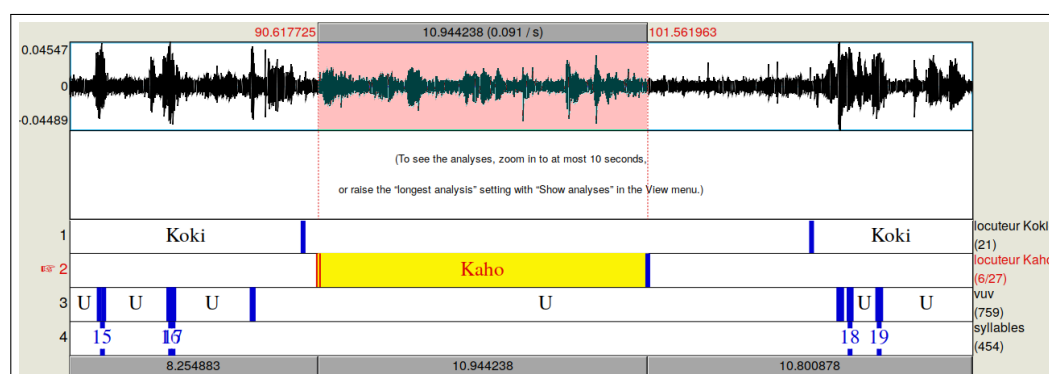 90.617725 10.944238 (0.091 / s) 101.561963
0.04547
0
-0.04489
(To see the analyses, zoom in to at most 10 seconds,
or raise the “longest analysis” setting with “Show analyses” in the View menu.)
1 Koki Koki locuteur Koki
(21)
☞ 2 Kaho locuteur Kaho
(6/27)
3 U U U U U U vuv
(759)
4 15 16 17 18 19 syllables
(454)
8.254883 10.944238 10.800878